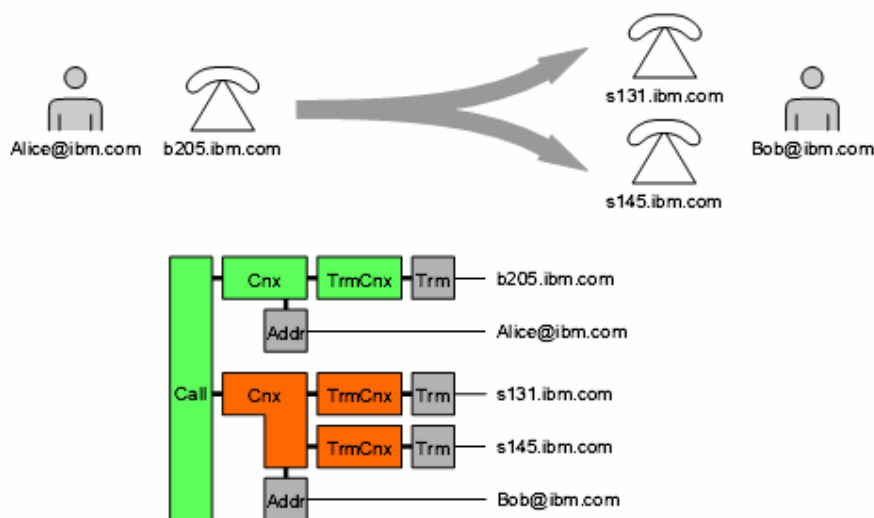 s131.ibm.com
Alice@ibm.com b205.ibm.com Bob@ibm.com
s145.ibm.com
Cnx TrmCnx Trm b205.ibm.com
Addr Alice@ibm.com
Call Cnx TrmCnx Trm s131.ibm.com
TrmCnx Trm s145.ibm.com
Addr Bob@ibm.com